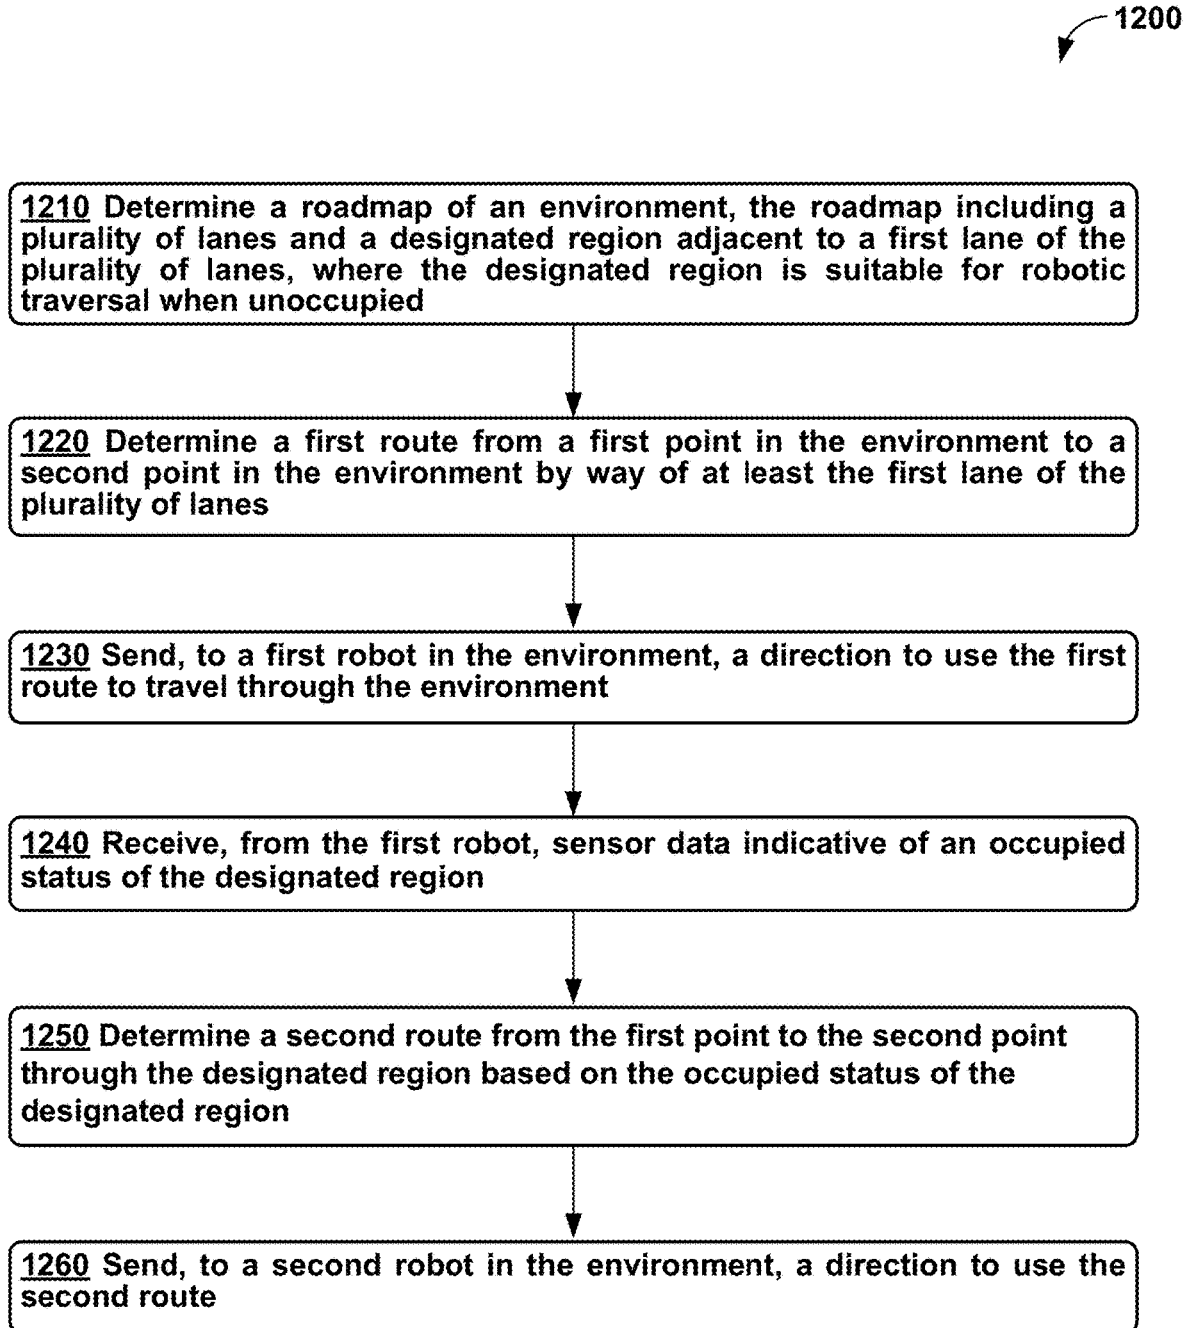 1200
1210 Determine a roadmap of an environment, the roadmap including a
plurality of lanes and a designated region adjacent to a first lane of the
plurality of lanes, where the designated region is suitable for robotic
traversal when unoccupied
1220 Determine a first route from a first point in the environment to a
second point in the environment by way of at least the first lane of the
plurality of lanes
1230 Send, to a first robot in the environment, a direction to use the first
route to travel through the environment
1240 Receive, from the first robot, sensor data indicative of an occupied
status of the designated region
1250 Determine a second route from the first point to the second point
through the designated region based on the occupied status of the
designated region
1260 Send, to a second robot in the environment, a direction to use the
second route